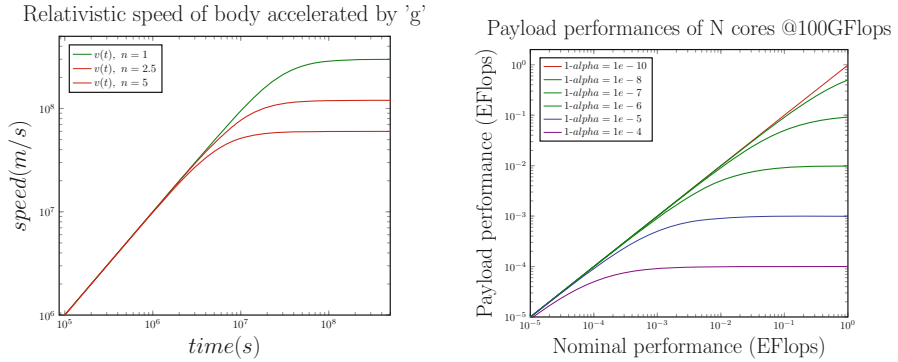 Relativistic speed of body accelerated by 'g'
v(t), n = 1
v(t), n = 2.5
v(t), n = 5
10^8
10^7
10^6
speed(m/s)
10^5
10^6
10^7
10^8
time(s)
Payload performances of N cores @100GFlops
1-alpha = 1e − 10
1-alpha = 1e − 8
1-alpha = 1e − 7
1-alpha = 1e − 6
1-alpha = 1e − 5
1-alpha = 1e − 4
10^0
10^−1
10^−2
10^−3
10^−4
10^−5
Payload performance (EFlops)
10^−5
10^−4
10^−3
10^−2
10^−1
10^0
Nominal performance (EFlops)